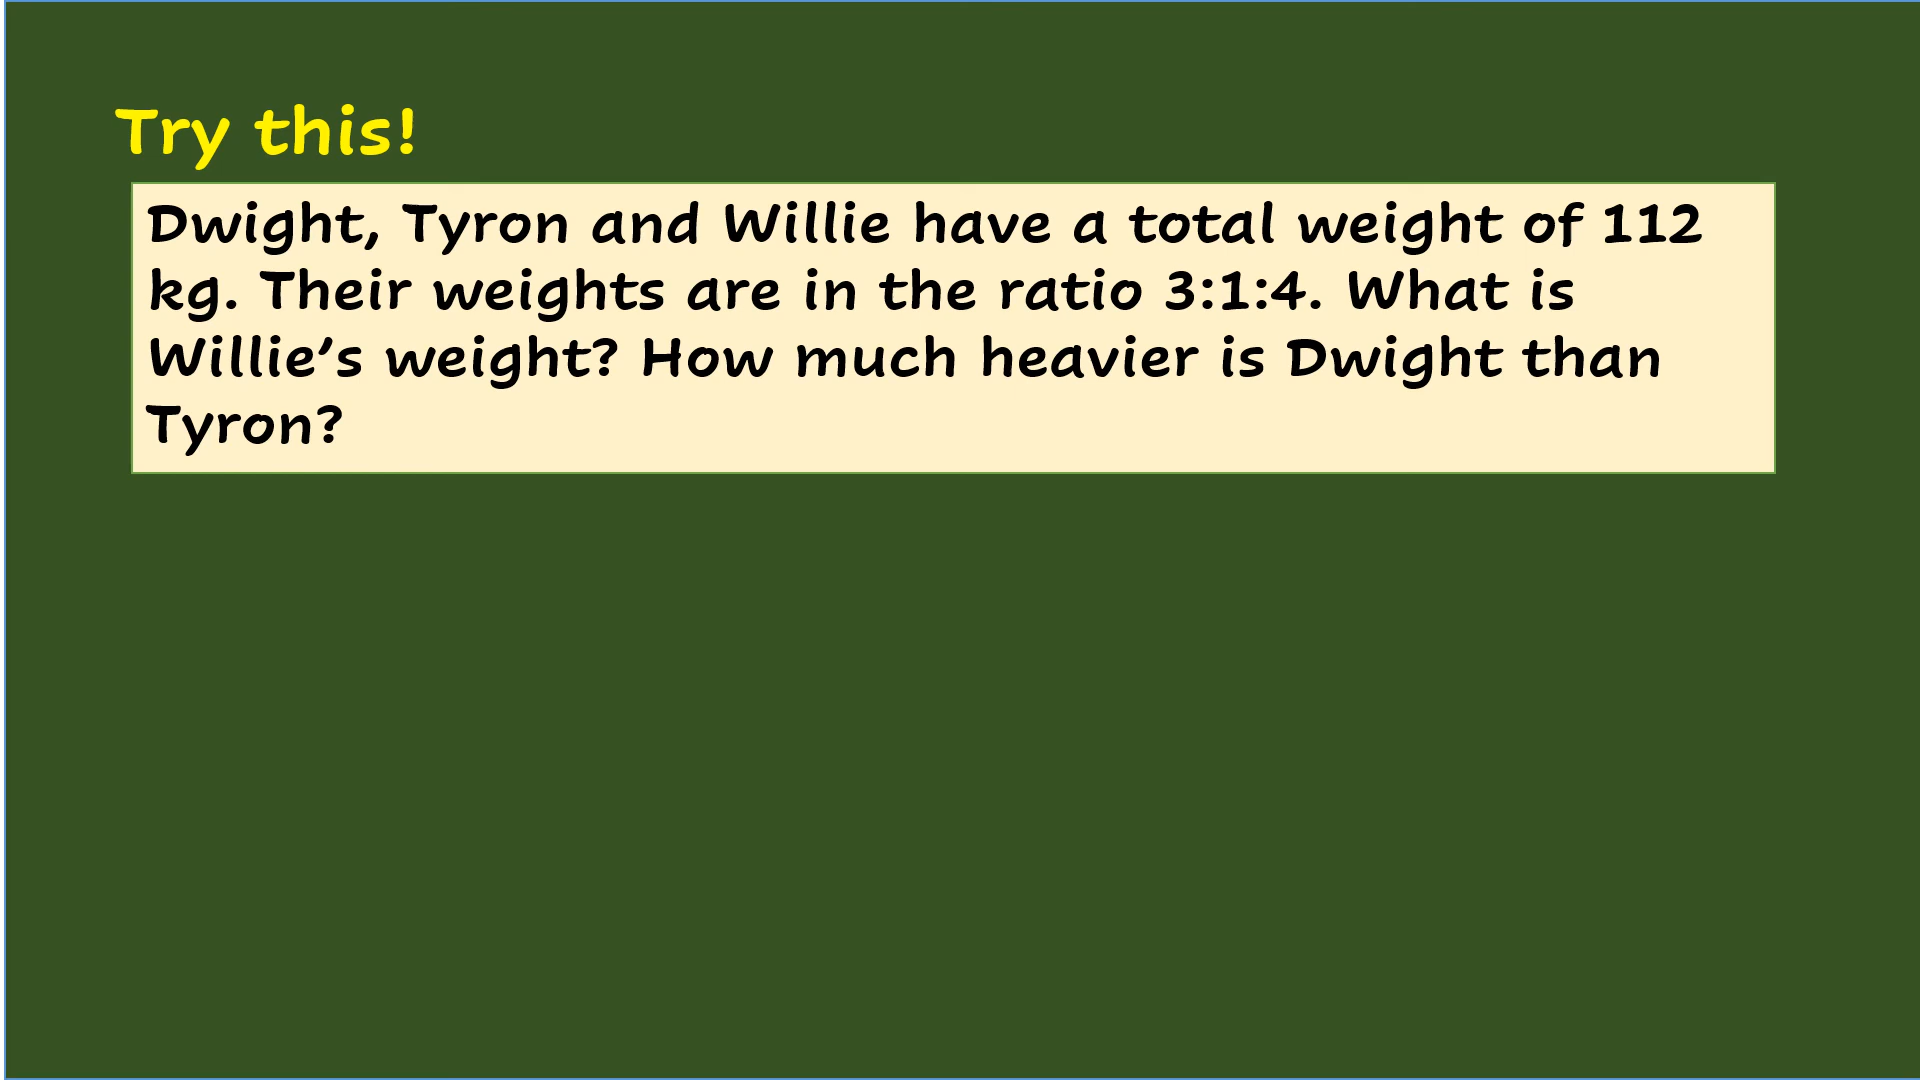 Try this!
Dwight, Tyron and Willie have a total weight of 112
kg. Their weights are in the ratio 3:1:4. What is
Willie’s weight? How much heavier is Dwight than
Tyron?